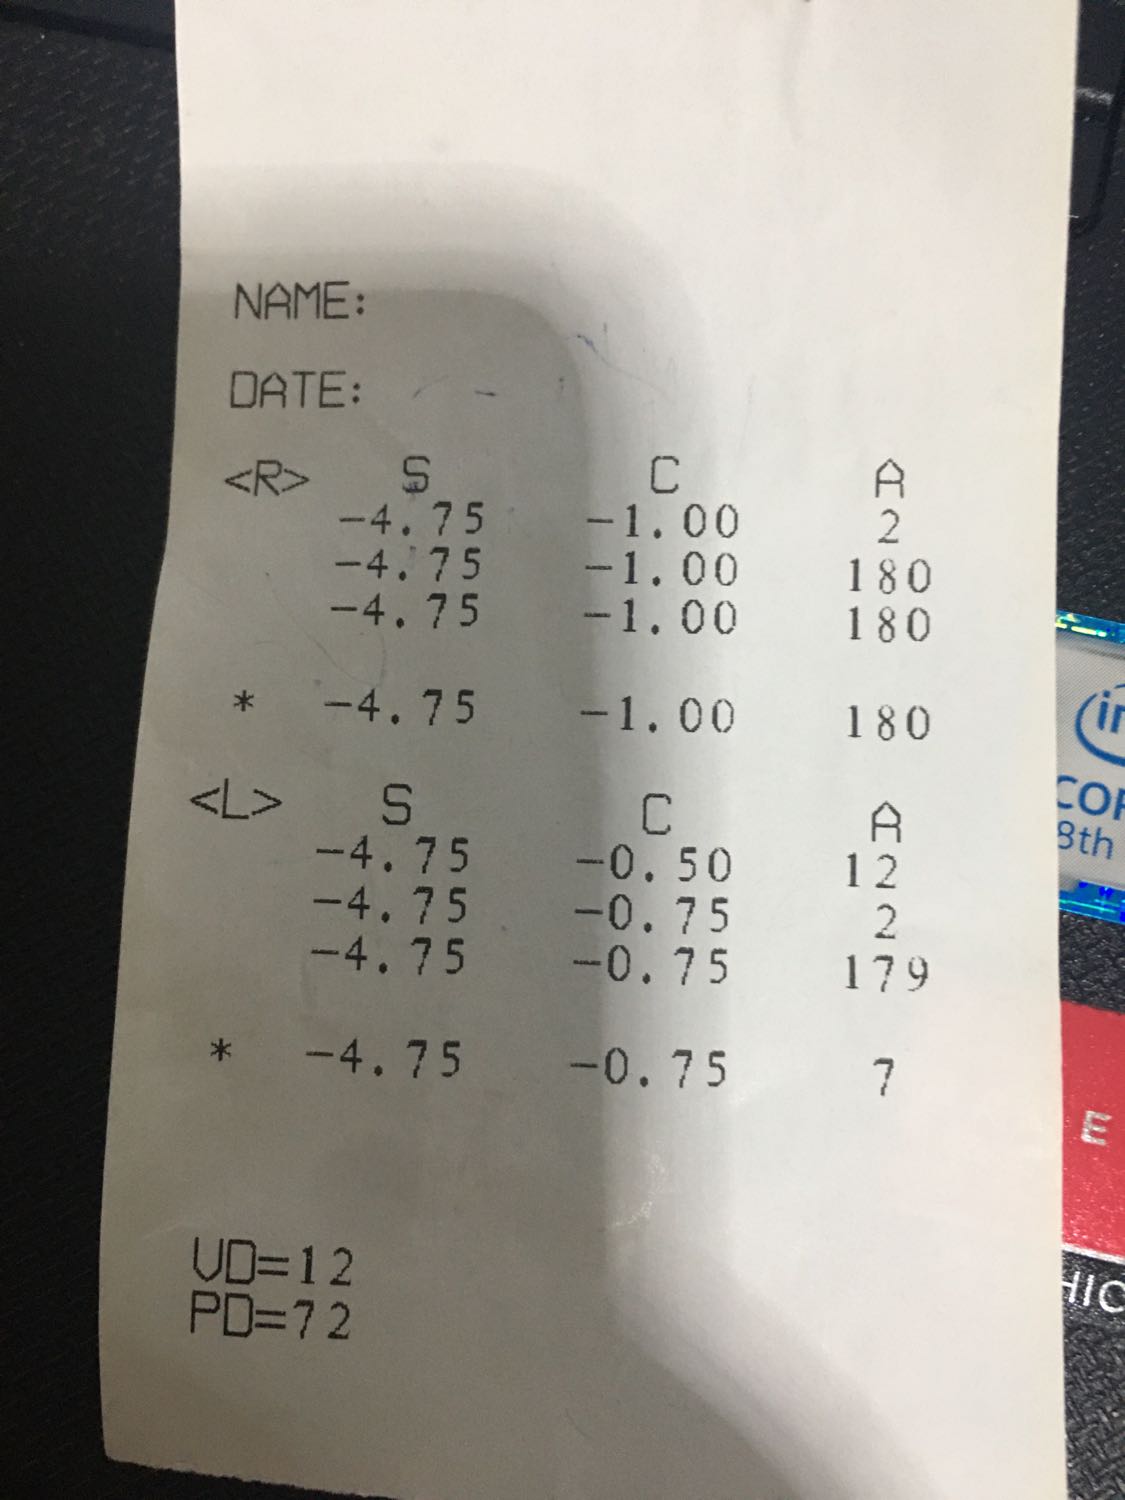 NAME:
DATE:
<R> S C A
-4.75 -1.00 2
-4.75 -1.00 180
-4.75 -1.00 180
* -4.75 -1.00 180
<L> S C A
-4.75 -0.50 12
-4.75 -0.75 2
-4.75 -0.75 179
* -4.75 -0.75 7
VD=12
PD=72
8th
E